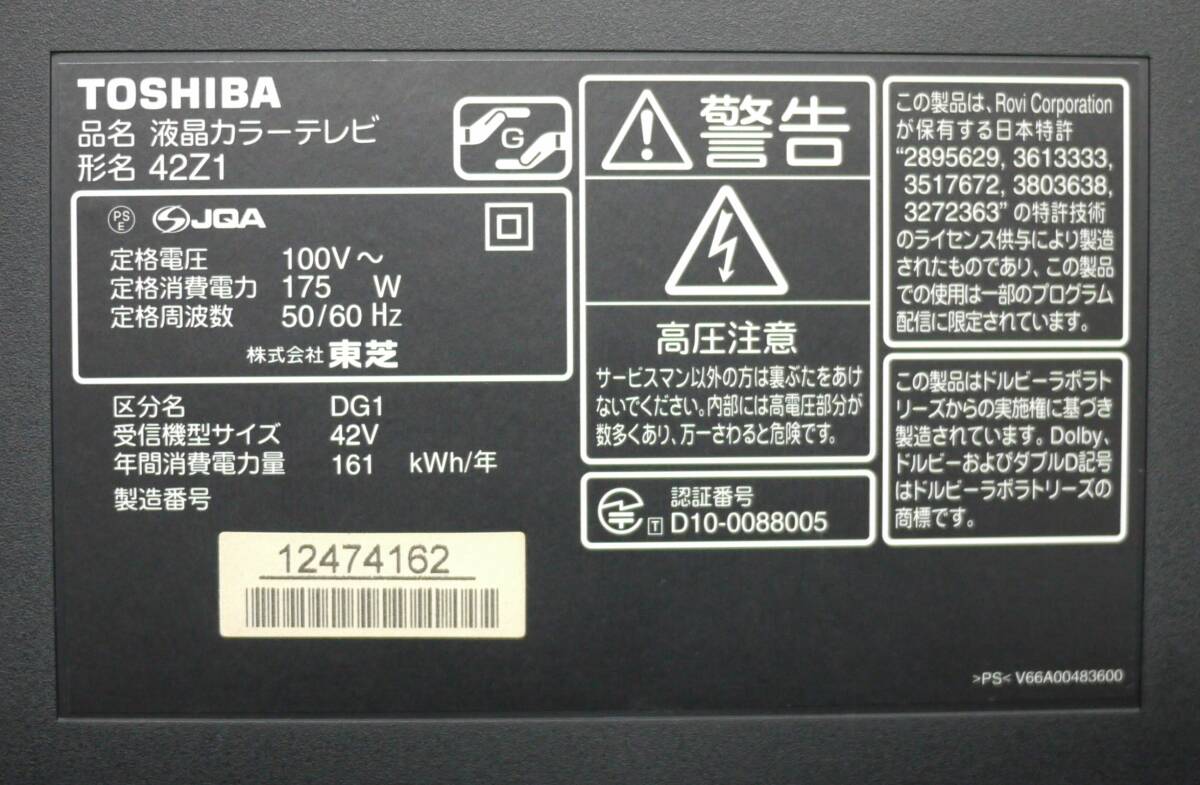 TOSHIBA
品名 液晶カラーテレビ
形名 42Z1
G
PS
E
JQA
定格電圧 100V～
定格消費電力 175 W
定格周波数 50/60 Hz
株式会社 東芝
区分名 DG1
受信機型サイズ 42V
年間消費電力量 161 kWh/年
製造番号
12474162
警告
高圧注意
サービスマン以外の方は裏ぶたをあけ
ないでください。内部には高電圧部分が
数多くあり、万一さわると危険です。
認証番号
T D10-0088005
この製品は、Rovi Corporation
が保有する日本特許
"2895629, 3613333,
3517672, 3803638,
3272363" の特許技術
のライセンス供与により製造
されたものであり、この製品
での使用は一部のプログラム
配信に限定されています。
この製品はドルビーラボラト
リーズからの実施権に基づき
製造されています。Dolby、
ドルビーおよびダブルD記号
はドルビーラボラトリーズの
商標です。
>PS< V66A00483600